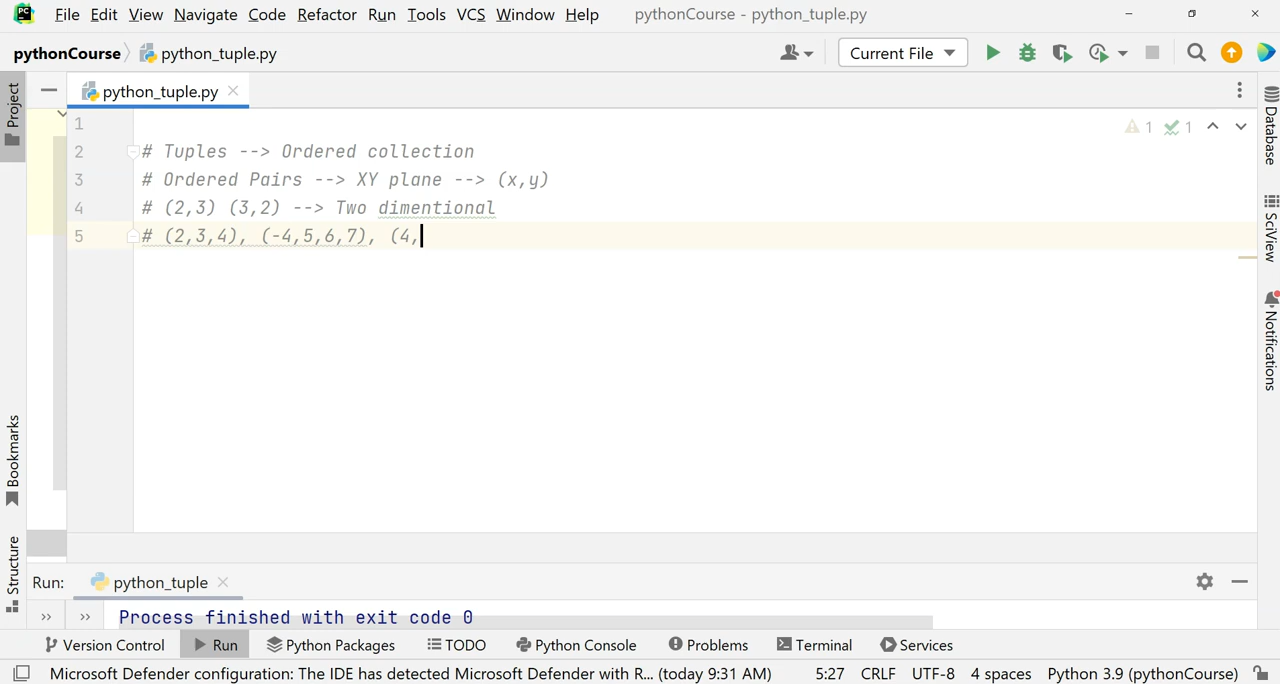 PC File Edit View Navigate Code Refactor Run Tools VCS Window Help pythonCourse - python_tuple.py
pythonCourse python_tuple.py Current File
Project
python_tuple.py
1
2 # Tuples --> Ordered collection
3 # Ordered Pairs --> XY plane --> (x,y)
4 # (2,3) (3,2) --> Two dimentional
5 # (2,3,4), (-4,5,6,7), (4,
1 1
Database
SciView
Notifications
Bookmarks
Structure
Run: python_tuple
Process finished with exit code 0
Version Control Run Python Packages TODO Python Console Problems Terminal Services
Microsoft Defender configuration: The IDE has detected Microsoft Defender with R... (today 9:31 AM) 5:27 CRLF UTF-8 4 spaces Python 3.9 (pythonCourse)